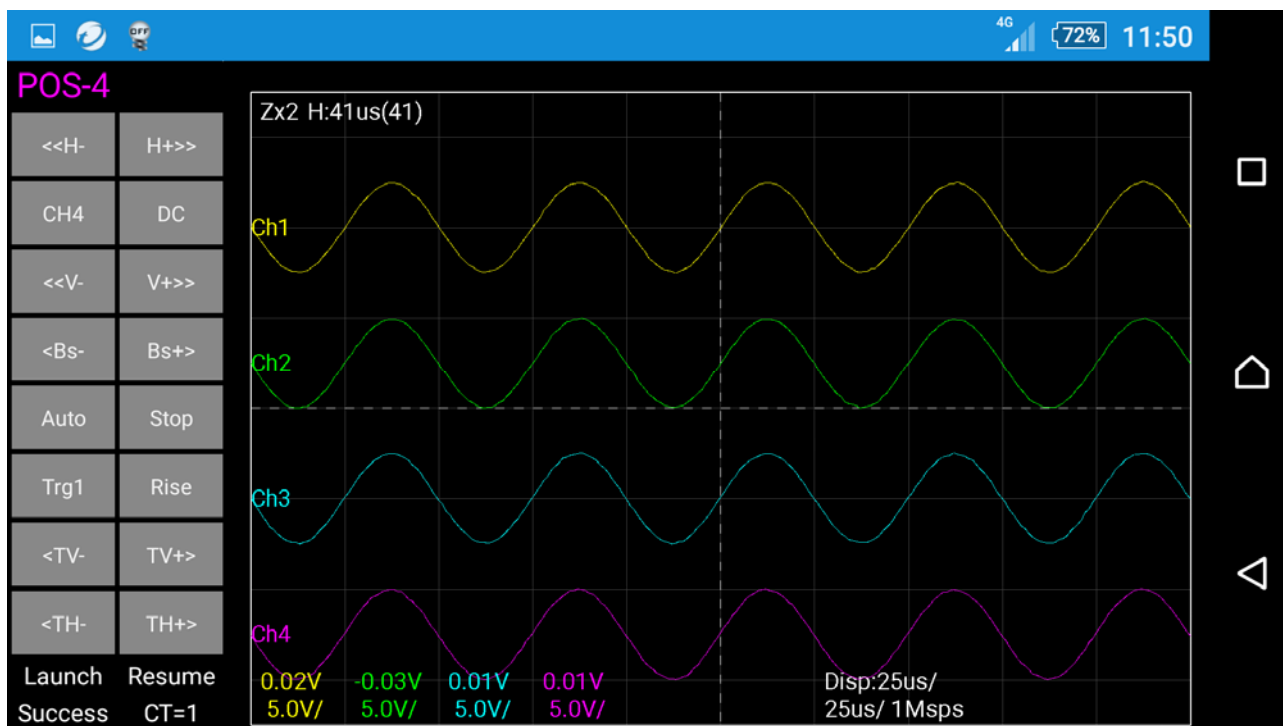 OFF
4G
72%
11:50
POS-4
<<H-
H+>>
CH4
DC
<<V-
V+>>
<Bs-
Bs+>
Auto
Stop
Trg1
Rise
<TV-
TV+>
<TH-
TH+>
Launch
Resume
Success
CT=1
Zx2 H:41us(41)
Ch1
Ch2
Ch3
Ch4
0.02V -0.03V 0.01V 0.01V
5.0V/ 5.0V/ 5.0V/ 5.0V/
Disp:25us/
25us/ 1Msps